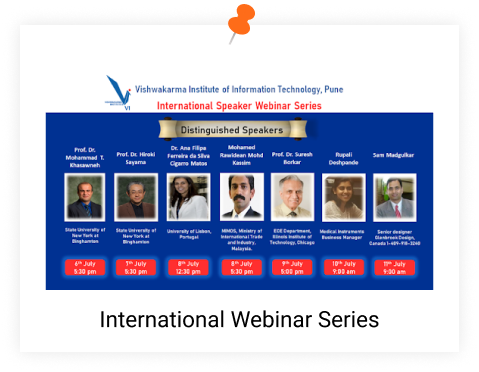 Vishwakarma Institute of Information Technology, Pune
VI
International Speaker Webinar Series
Distinguished Speakers
Prof. Dr.
Mohammad T.
Khasawneh
Prof. Dr. Hiroki
Sayama
Dr. Ana Filipa
Ferreira da Silva
Cigarro Matos
Mohamed
Rawidean Mohd
Kassim
Prof. Dr. Suresh
Borkar
Rupali
Deshpande
Sam Madgulkar
State University of
New York at
Binghamton
State University of
New York at
Binghamton
University of Lisbon,
Portugal
MIMOS, Ministry of
International Trade
and Industry,
Malaysia.
ECE Department,
Illinois Institute of
Technology, Chicago
Medical Instruments
Business Manager
Senior designer
Glenbrook Design,
Canada
6th July
5:30 pm
7th July
5:30 pm
8th July
12:30 pm
8th July
5:30 pm
9th July
5:00 pm
10th July
9:00 am
11th July
9:00 am
International Webinar Series